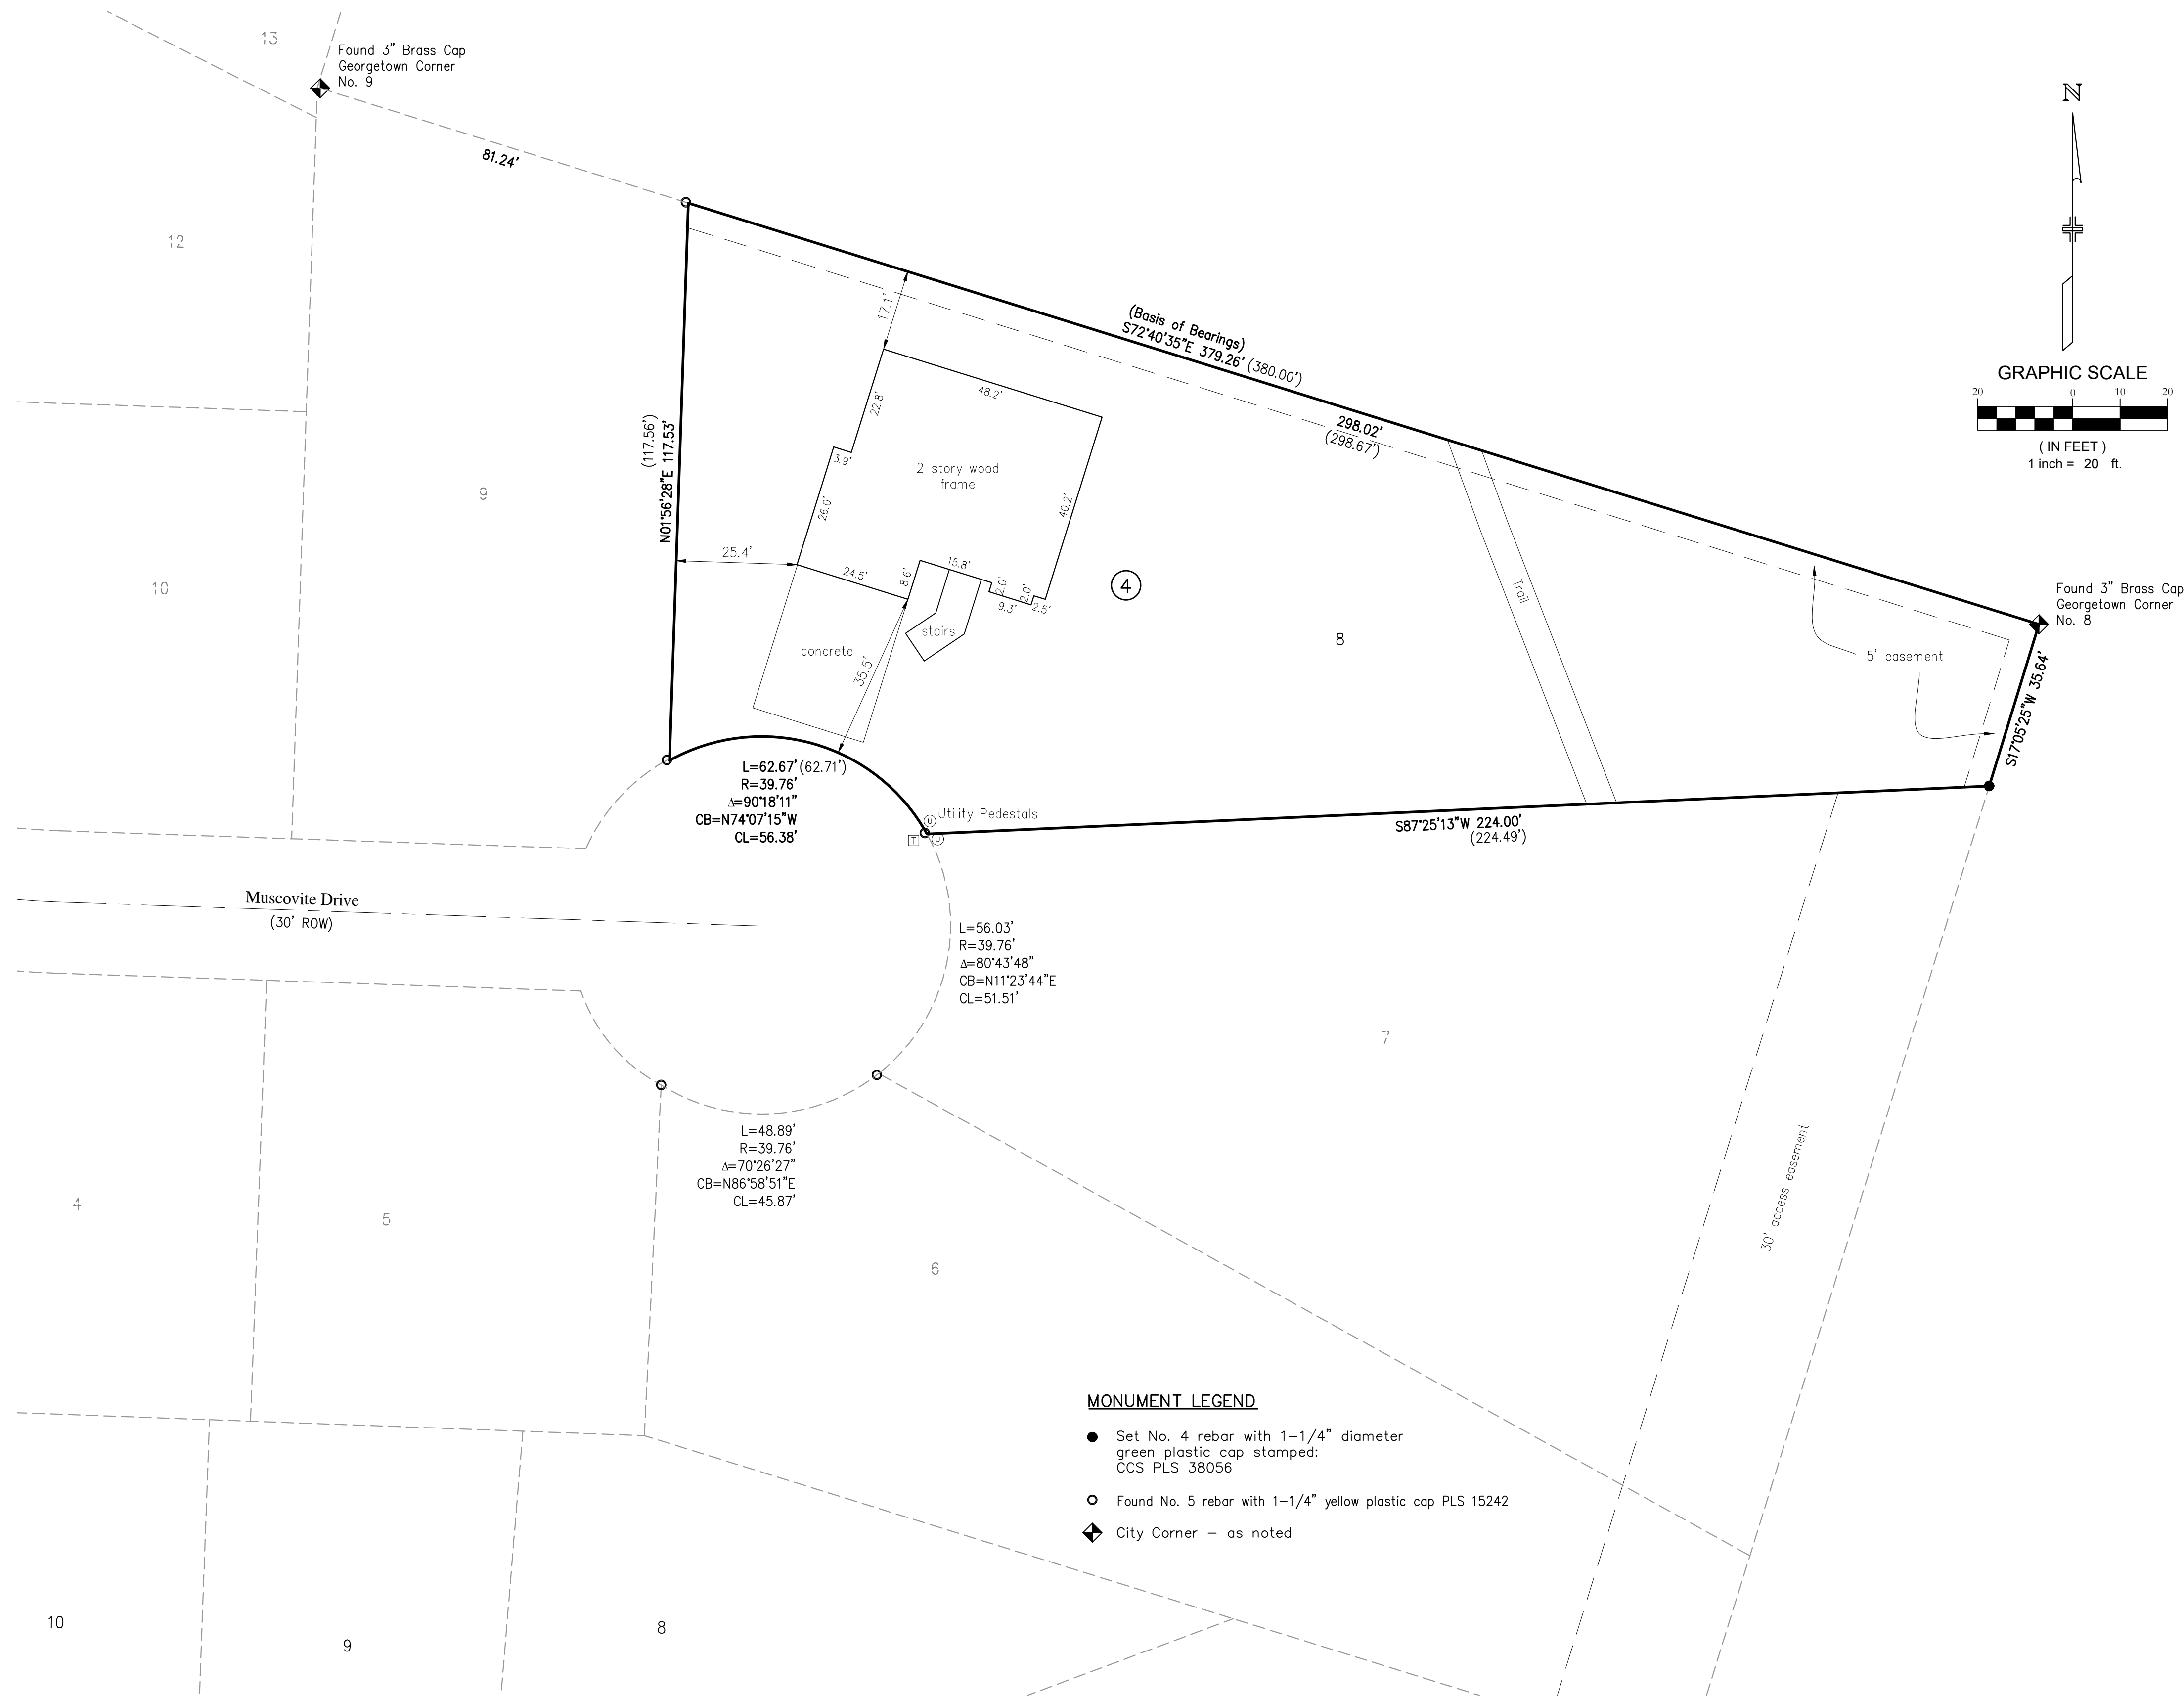 13
Found 3" Brass Cap
Georgetown Corner
No. 9
N
81.24'
12
GRAPHIC SCALE
20 0 10 20
( IN FEET )
1 inch = 20 ft.
17.1'
(Basis of Bearings)
S72°40'35"E 379.26' (380.00')
298.02'
(298.67')
48.2'
22.8'
(117.56')
N01°56'28"E 117.53'
3.9'
2 story wood
frame
9
26.0'
40.2'
10
25.4'
24.5'
8.6'
15.8'
2.0'
9.3'
2.0'
2.5'
4
Trail
8
stairs
concrete
35.5'
Found 3" Brass Cap
Georgetown Corner
No. 8
5' easement
S17°05'25"W 35.64'
L=62.67' (62.71')
R=39.76'
Δ=90°18'11"
CB=N74°07'15"W
CL=56.38'
U
Utility Pedestals
T
U
S87°25'13"W 224.00'
(224.49')
Muscovite Drive
(30' ROW)
L=56.03'
R=39.76'
Δ=80°43'48"
CB=N11°23'44"E
CL=51.51'
7
L=48.89'
R=39.76'
Δ=70°26'27"
CB=N86°58'51"E
CL=45.87'
4
5
6
30' access easement
MONUMENT LEGEND
Set No. 4 rebar with 1-1/4" diameter
green plastic cap stamped:
CCS PLS 38056
Found No. 5 rebar with 1-1/4" yellow plastic cap PLS 15242
City Corner – as noted
10
9
8